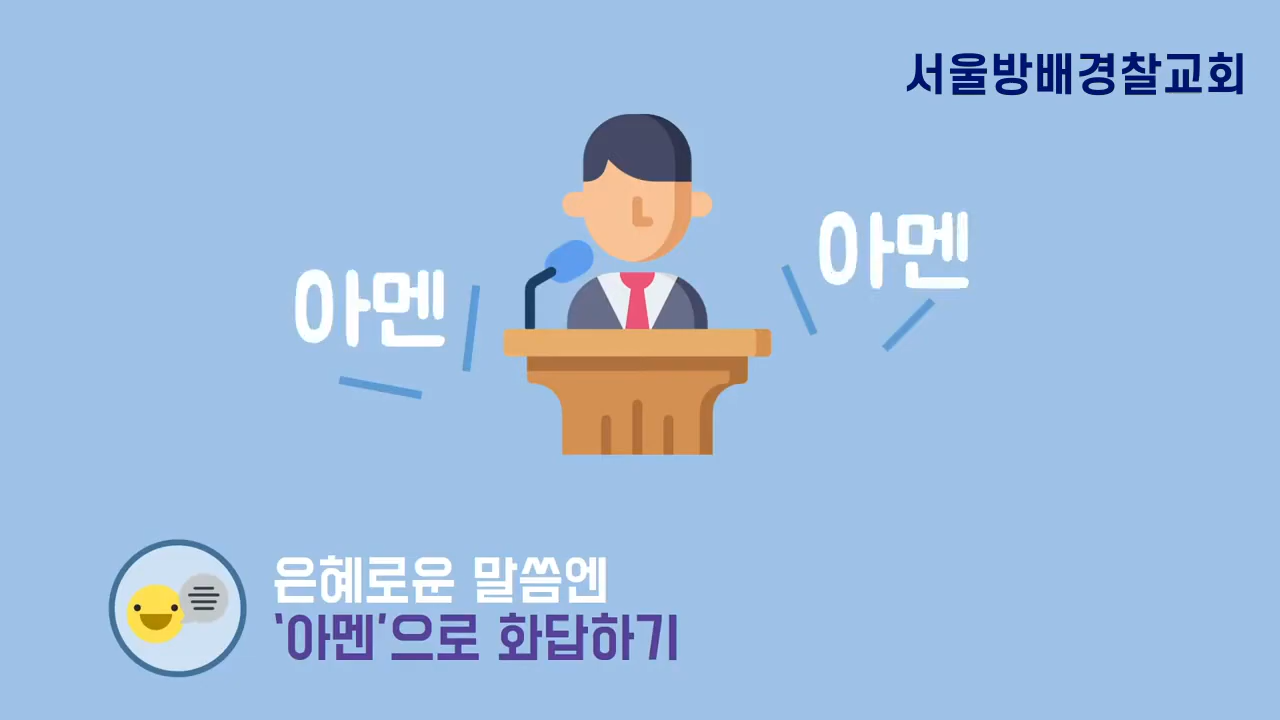 서울방배경찰교회
아멘
아멘
은혜로운 말씀엔
'아멘'으로 화답하기